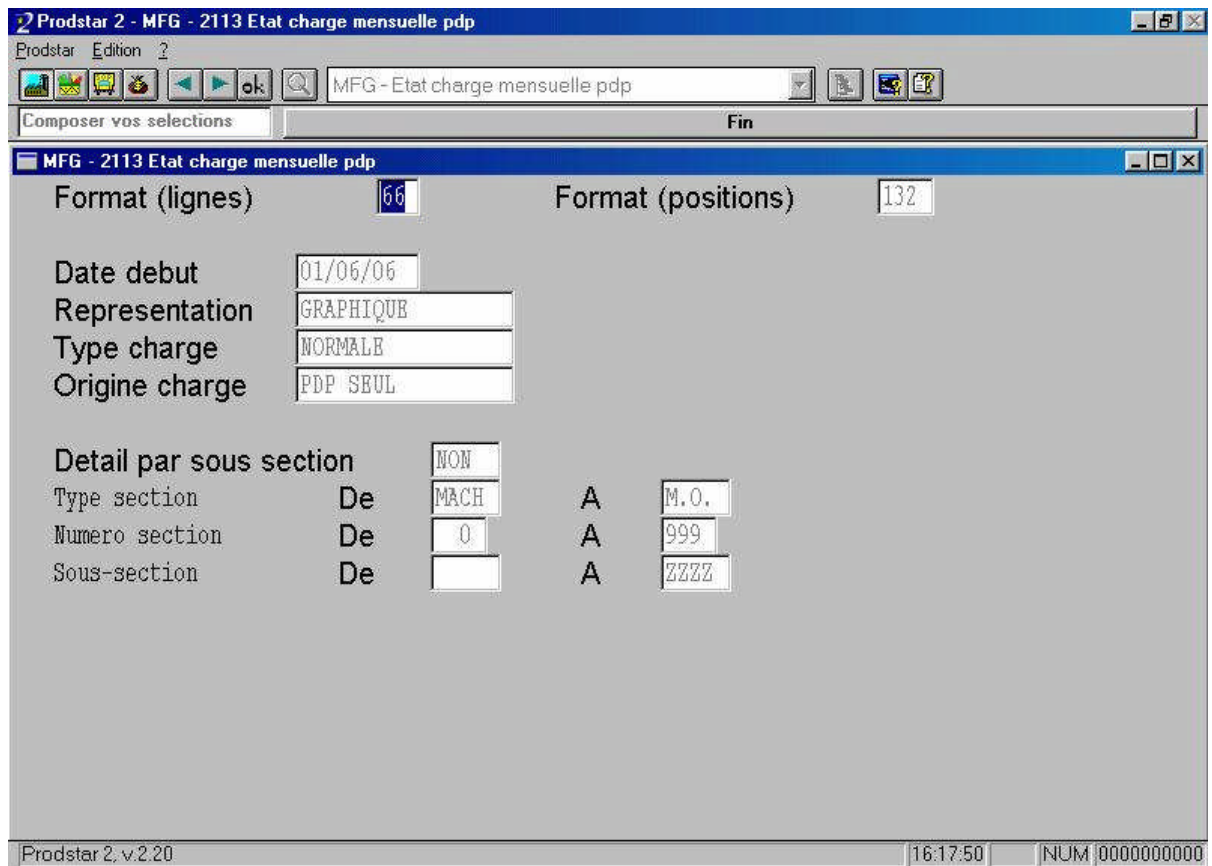 Prodstar 2 - MFG - 2113 Etat charge mensuelle pdp
Prodstar Edition ?
ok MFG - Etat charge mensuelle pdp
Composer vos selections Fin
MFG - 2113 Etat charge mensuelle pdp
Format (lignes) 66 Format (positions) 132
Date debut 01/06/06
Representation GRAPHIQUE
Type charge NORMALE
Origine charge PDP SEUL
Detail par sous section NON
Type section De MACH A M.O.
Numero section De 0 A 999
Sous-section De A ZZZZ
Prodstar 2, v.2.20 16:17:50 NUM 0000000000